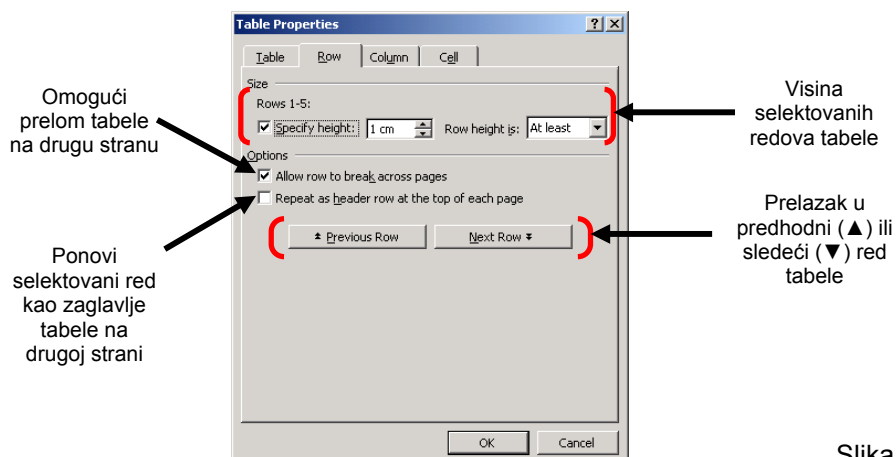 Table Properties
Table Row Column Cell
Size
Rows 1-5:
Specify height: 1 cm Row height is: At least
Options
Allow row to break across pages
Repeat as header row at the top of each page
Previous Row Next Row
OK Cancel
Omogući
prelom tabele
na drugu stranu
Ponovi
selektovani red
kao zaglavlje
tabele na
drugoj strani
Visina
selektovanih
redova tabele
Prelazak u
predhodni (▲) ili
sledeći (▼) red
tabele
Slika